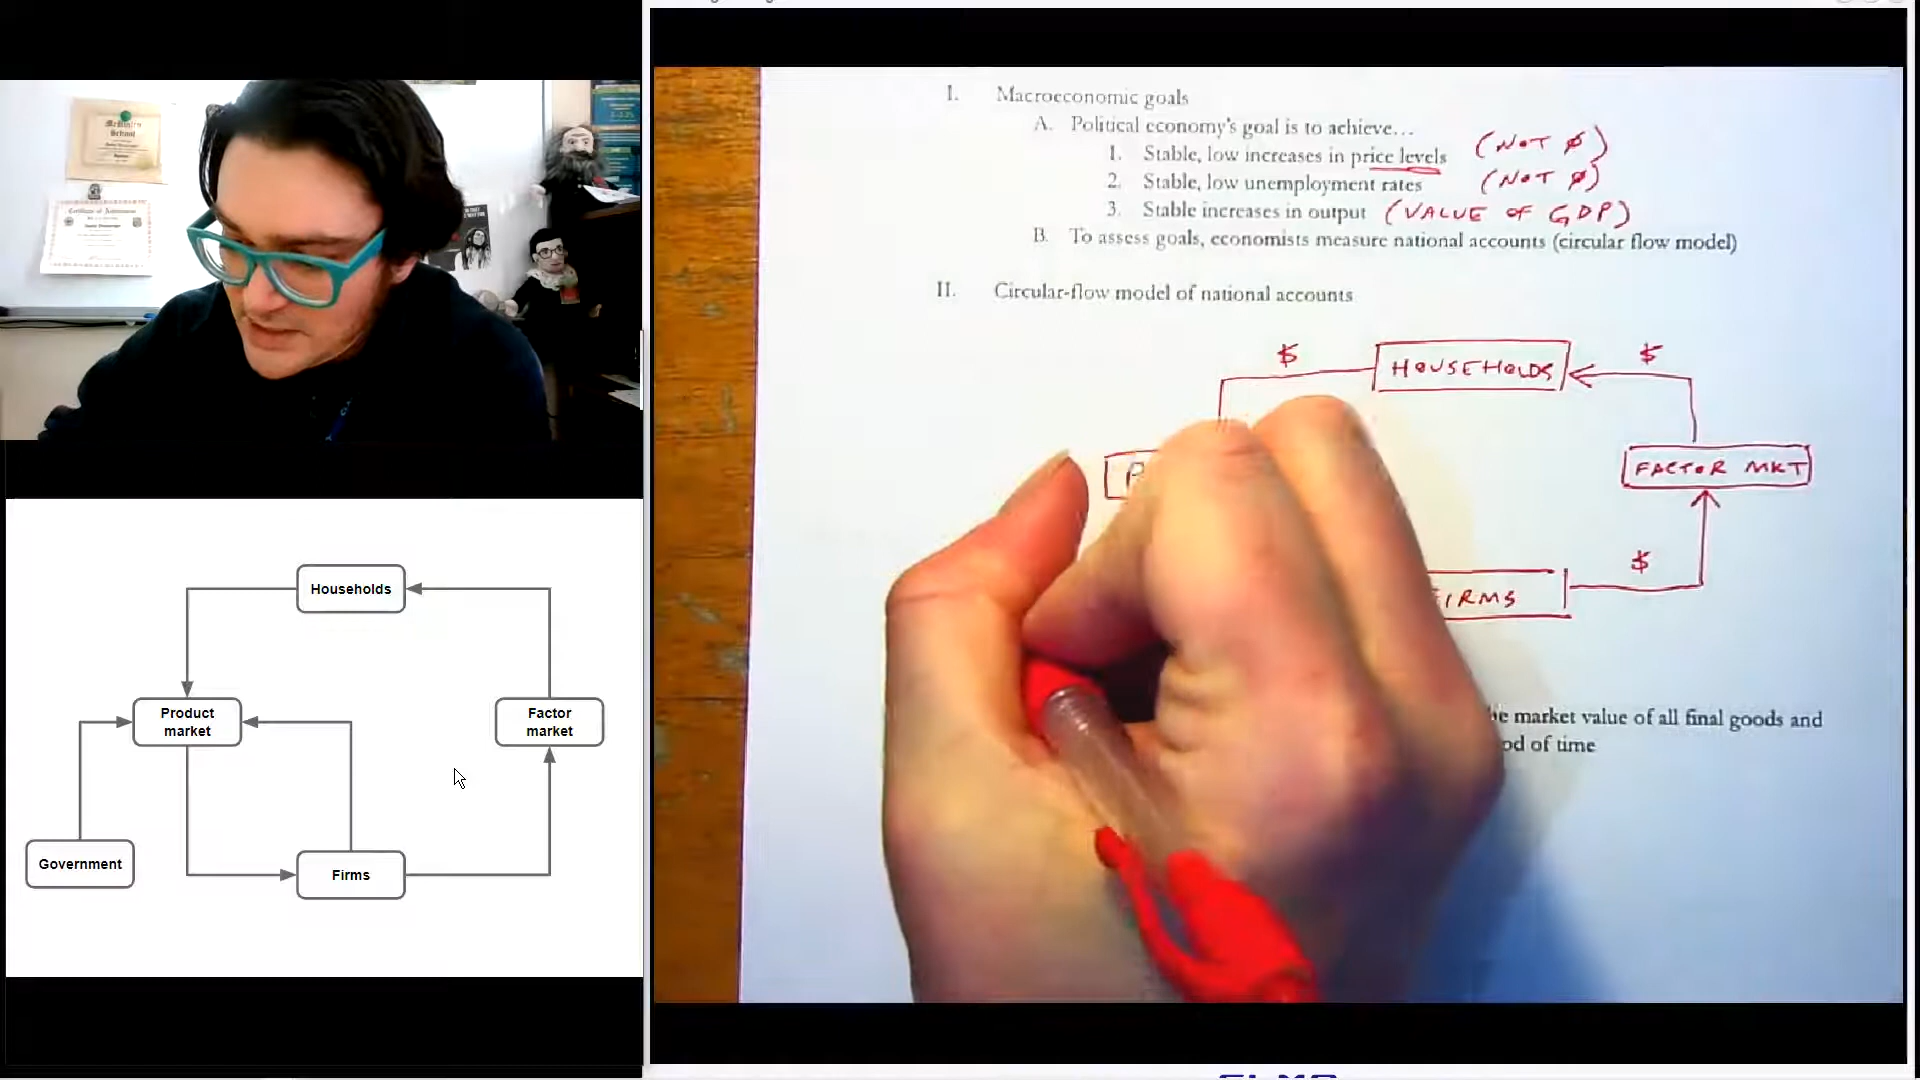 McKinley
School
Households
Product
market
Factor
market
Government
Firms
I. Macroeconomic goals
A. Political economy's goal is to achieve...
1. Stable, low increases in price levels (NOT Ø)
2. Stable, low unemployment rates (NOT Ø)
3. Stable increases in output (VALUE OF GDP)
B. To assess goals, economists measure national accounts (circular flow model)
II. Circular-flow model of national accounts
$ HOUSEHOLDS $
P FACTOR MKT
$
FIRMS
market value of all final goods and
of time